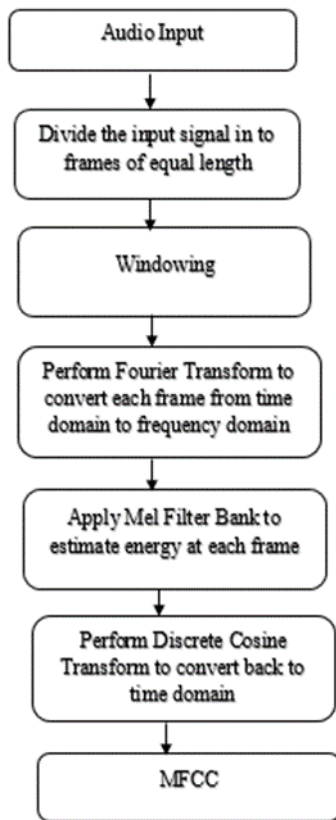 Audio Input
Divide the input signal in to
frames of equal length
Windowing
Perform Fourier Transform to
convert each frame from time
domain to frequency domain
Apply Mel Filter Bank to
estimate energy at each frame
Perform Discrete Cosine
Transform to convert back to
time domain
MFCC